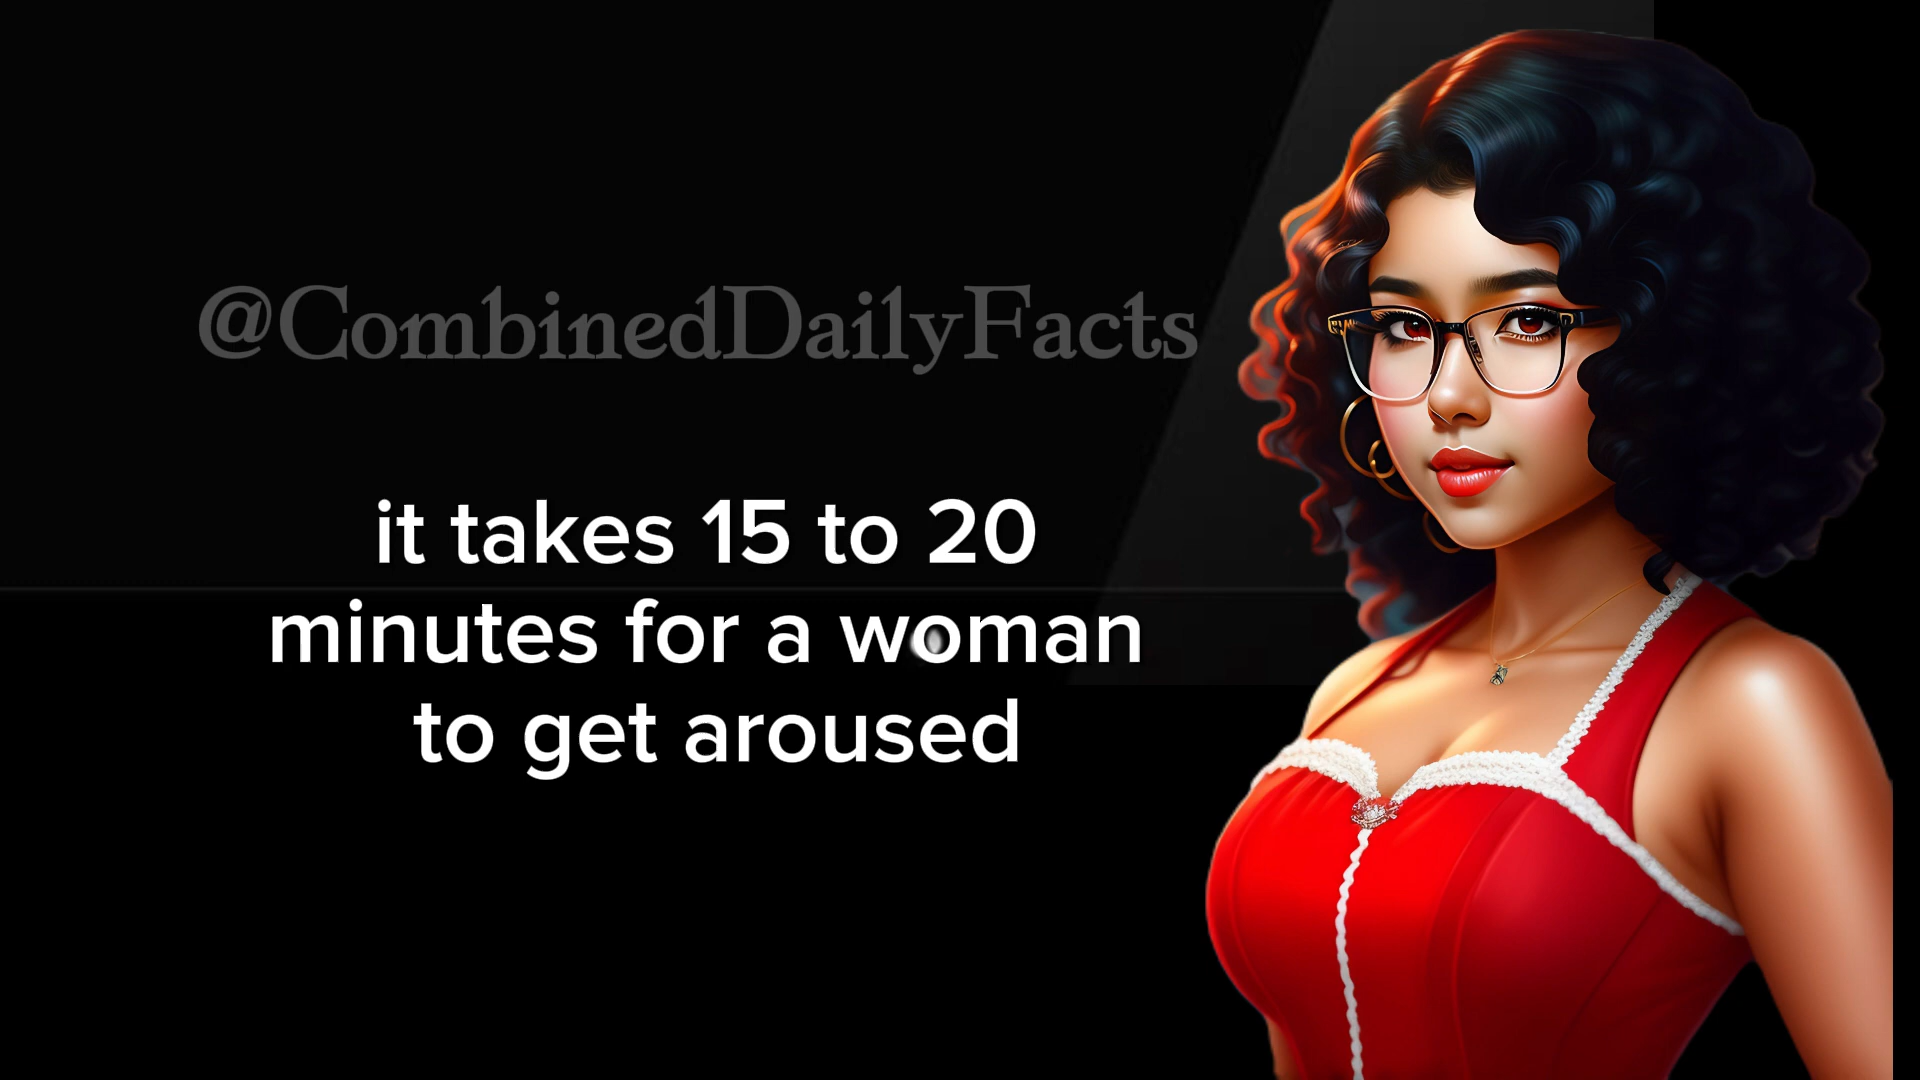 @CombinedDailyFacts
it takes 15 to 20
minutes for a woman
to get aroused